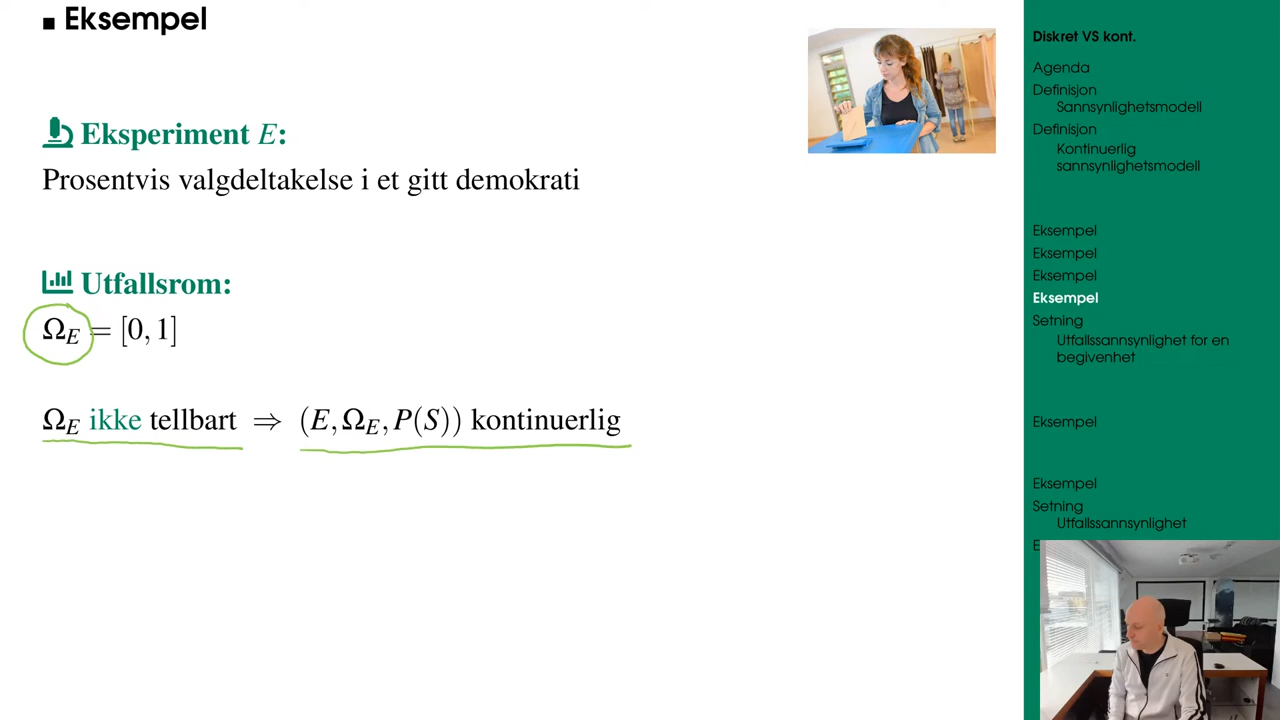 Eksempel
Eksperiment E:
Prosentvis valgdeltakelse i et gitt demokrati
Utfallsrom:
Ω_E = [0, 1]
Ω_E ikke tellbart ⇒ (E, Ω_E, P(S)) kontinuerlig
Diskret VS kont.
Agenda
Definisjon
Sannsynlighetsmodell
Definisjon
Kontinuerlig
sannsynlighetsmodell
Eksempel
Eksempel
Eksempel
Eksempel
Setning
Utfallssannsynlighet for en
begivenhet
Eksempel
Eksempel
Setning
Utfallssannsynlighet